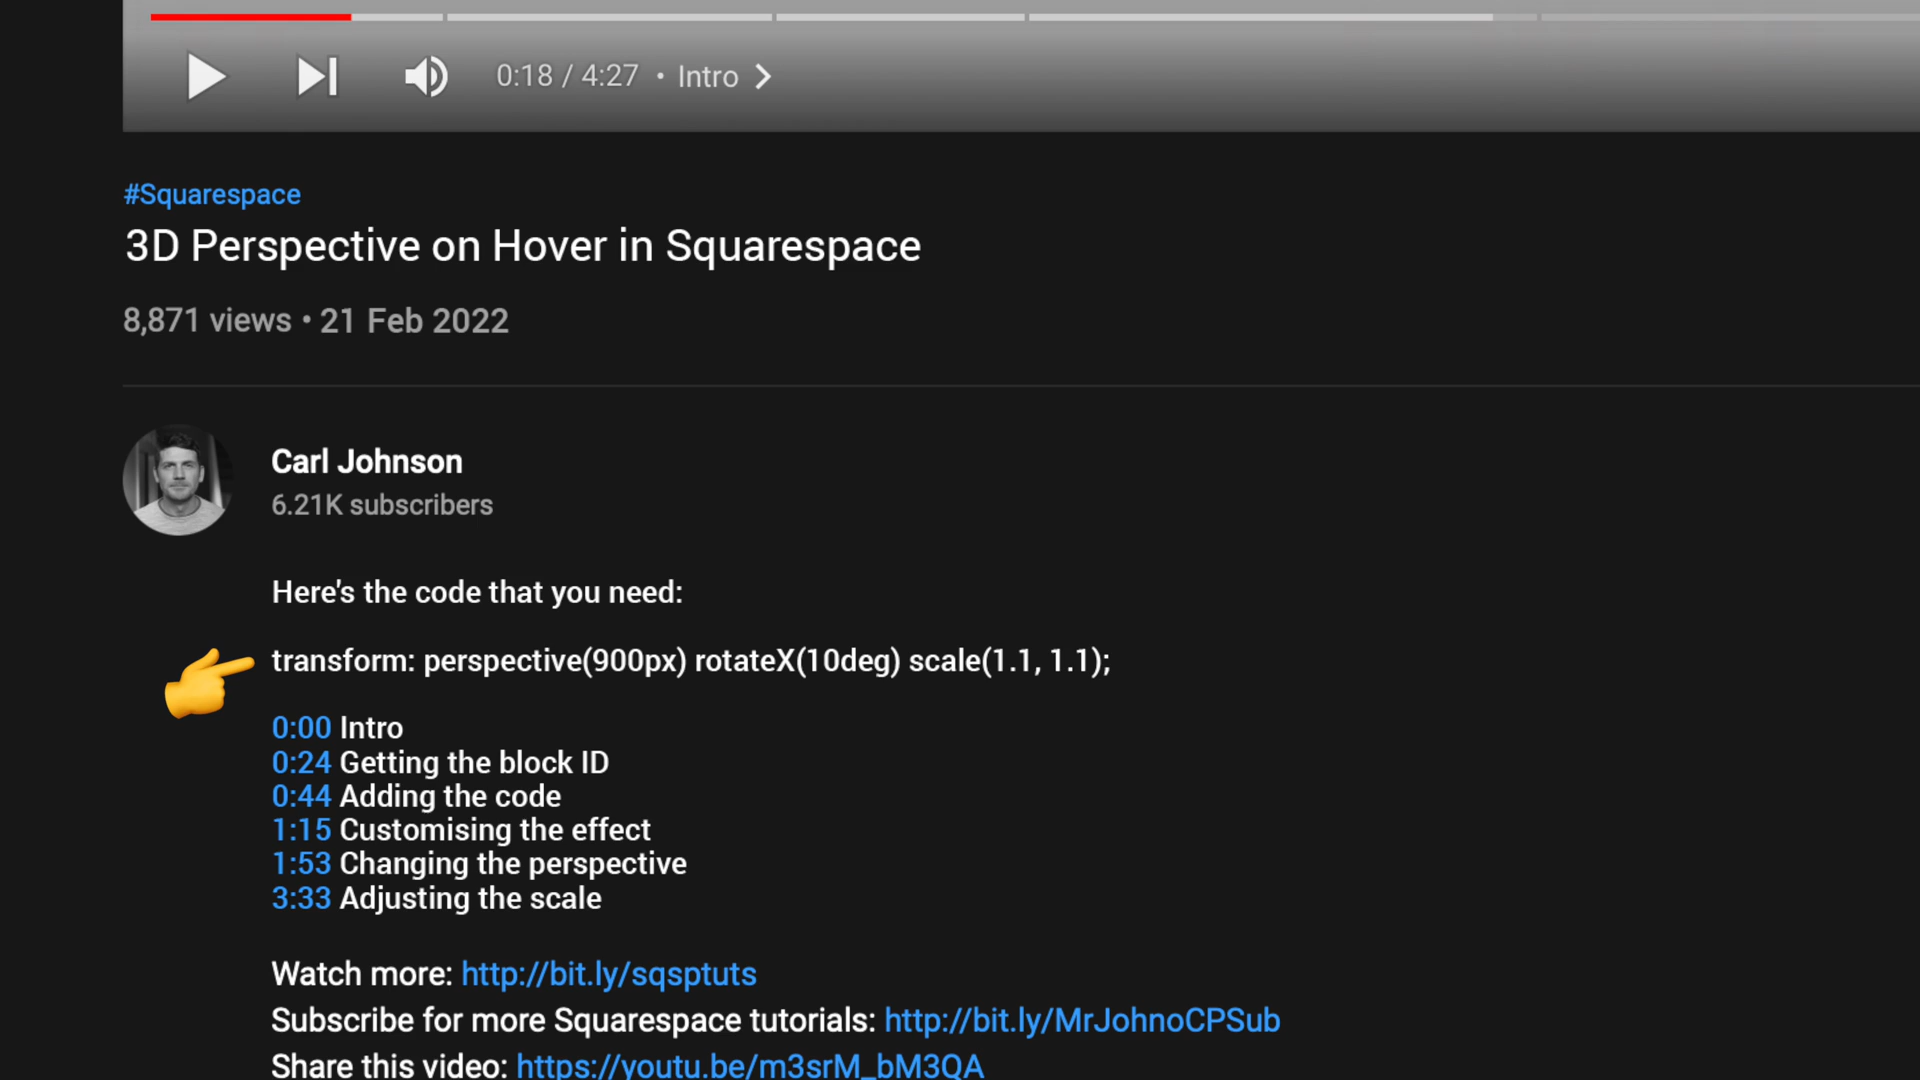 0:18 / 4:27 • Intro
#Squarespace
3D Perspective on Hover in Squarespace
8,871 views • 21 Feb 2022
Carl Johnson
6.21K subscribers
Here's the code that you need:
transform: perspective(900px) rotateX(10deg) scale(1.1, 1.1);
0:00 Intro
0:24 Getting the block ID
0:44 Adding the code
1:15 Customising the effect
1:53 Changing the perspective
3:33 Adjusting the scale
Watch more: http://bit.ly/sqsptuts
Subscribe for more Squarespace tutorials: http://bit.ly/MrJohnoCPSub
Share this video: https://youtu.be/m3srM_bM3QA